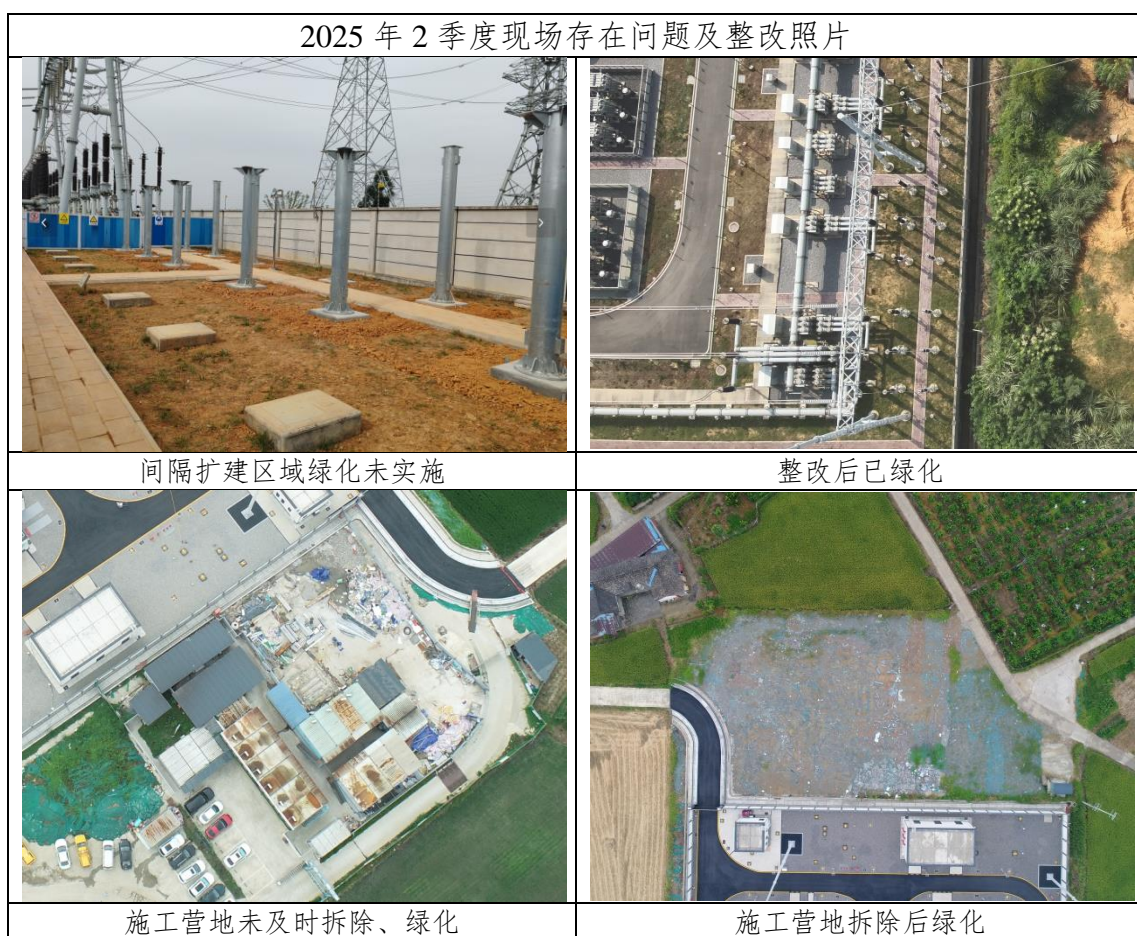 2025 年 2 季度现场存在问题及整改照片
间隔扩建区域绿化未实施
整改后已绿化
施工营地未及时拆除、绿化
施工营地拆除后绿化